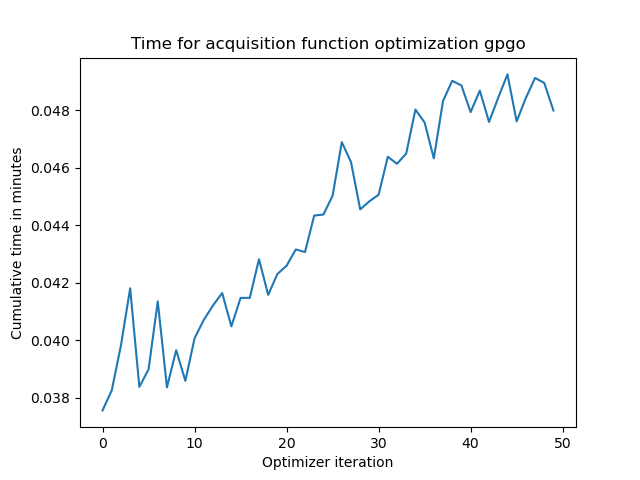 Time for acquisition function optimization gpgo
Cumulative time in minutes
0.048
0.046
0.044
0.042
0.040
0.038
0 10 20 30 40 50
Optimizer iteration